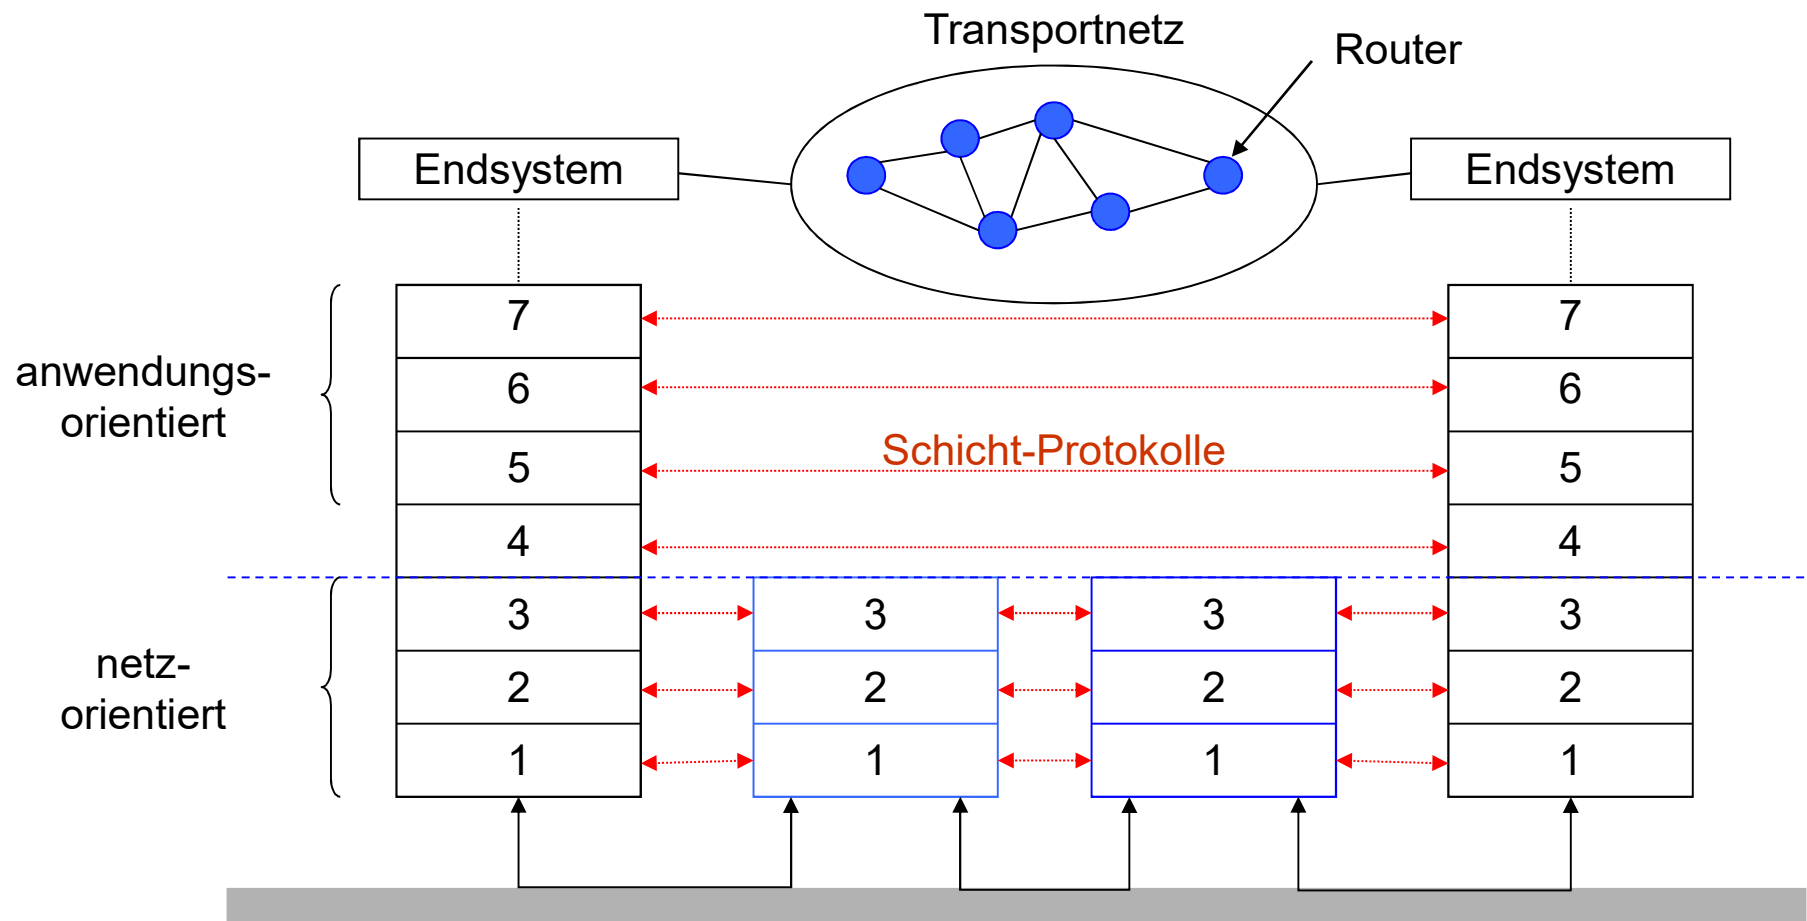 Transportnetz
Router
Endsystem
Endsystem
7
7
anwendungs-
orientiert
6
6
Schicht-Protokolle
5
5
4
4
netz-
orientiert
3
3
3
3
2
2
2
2
1
1
1
1